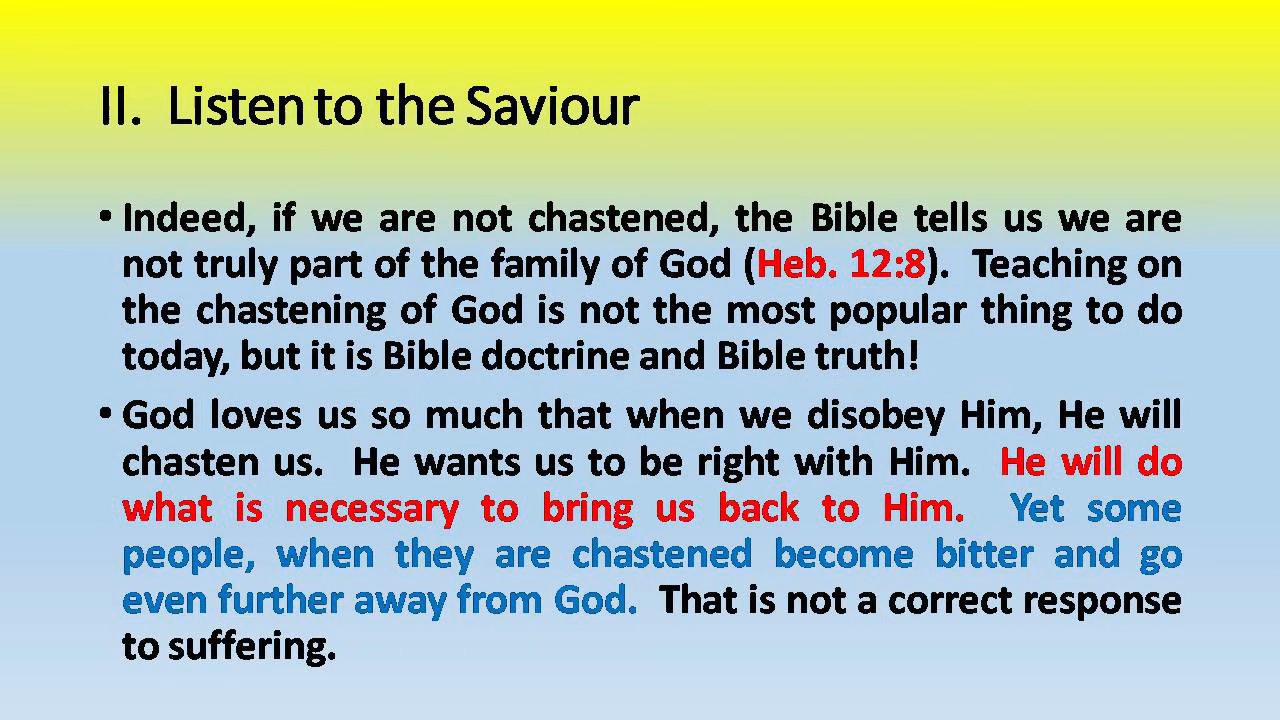 II. Listen to the Saviour
• Indeed, if we are not chastened, the Bible tells us we are
not truly part of the family of God (Heb. 12:8). Teaching on
the chastening of God is not the most popular thing to do
today, but it is Bible doctrine and Bible truth!
• God loves us so much that when we disobey Him, He will
chasten us. He wants us to be right with Him. He will do
what is necessary to bring us back to Him. Yet some
people, when they are chastened become bitter and go
even further away from God. That is not a correct response
to suffering.